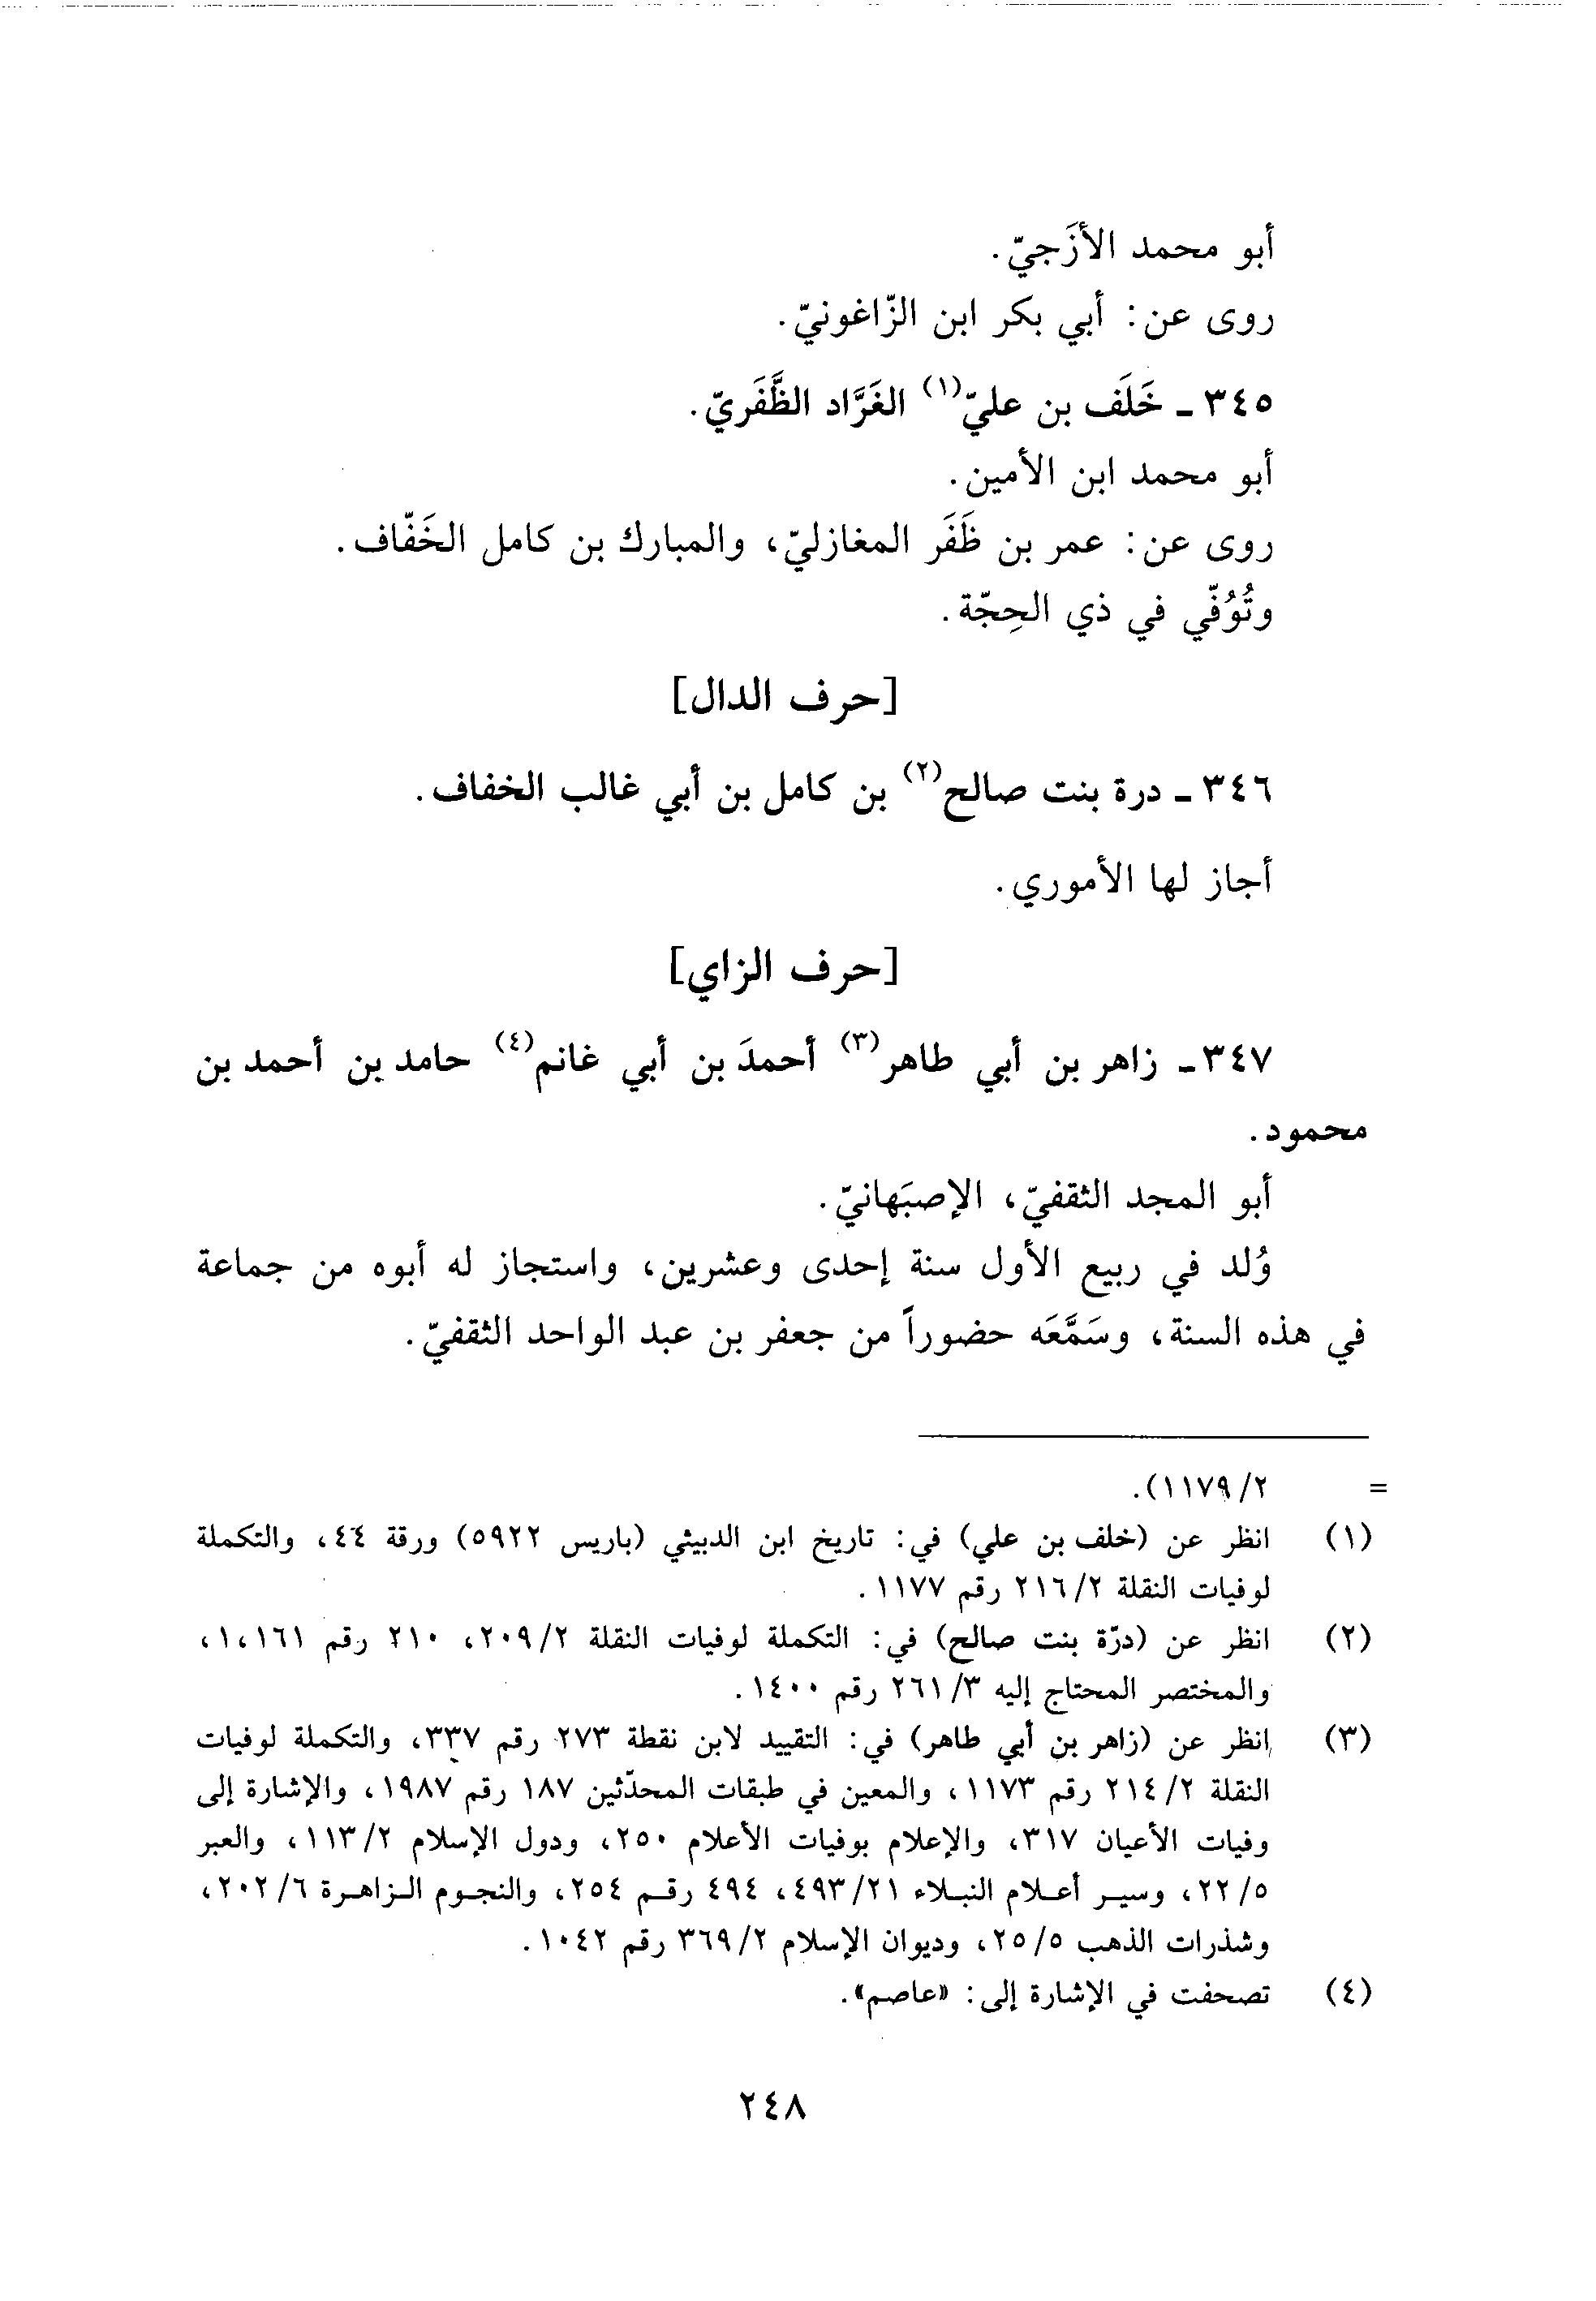 أبو محمد الأزَجيّ.
روى عن: أبي بكر ابن الزّاغونيّ.
٣٤٥ ـ خَلَف بن عليّ(١) الغَرَّاد الظَّفَريّ.
أبو محمد ابن الأمين.
روى عن: عمر بن ظَفَر المغازليّ، والمبارك بن كامل الخَفّاف.
وتُوُفّي في ذي الحِجّة.
[حرف الدال]
٣٤٦ ـ درة بنت صالح(٢) بن كامل بن أبي غالب الخفاف.
أجاز لها الأموري.
[حرف الزاي]
٣٤٧ ـ زاهر بن أبي طاهر(٣) أحمدَ بن أبي غانم(٤) حامد بن أحمد بن
محمود.
أبو المجد الثقفيّ، الإصبَهانيّ.
وُلد في ربيع الأول سنة إحدى وعشرين، واستجاز له أبوه من جماعة
في هذه السنة، وسَمَّعَه حضوراً من جعفر بن عبد الواحد الثقفيّ.
= ٢/ ١١٧٩).
(١) انظر عن (خلف بن علي) في: تاريخ ابن الدبيثي (باريس ٥٩٢٢) ورقة ٤٤، والتكملة
لوفيات النقلة ٢/ ٢١٦ رقم ١١٧٧.
(٢) انظر عن (درّة بنت صالح) في: التكملة لوفيات النقلة ٢/ ٢٠٩، ٢١٠ رقم ١،١٦١،
والمختصر المحتاج إليه ٣/ ٢٦١ رقم ١٤٠٠.
(٣) انظر عن (زاهر بن أبي طاهر) في: التقييد لابن نقطة ٢٧٣ رقم ٣٣٧، والتكملة لوفيات
النقلة ٢/ ٢١٤ رقم ١١٧٣، والمعين في طبقات المحدّثين ١٨٧ رقم ١٩٨٧، والإشارة إلى
وفيات الأعيان ٣١٧، والإعلام بوفيات الأعلام ٢٥٠، ودول الإسلام ٢/ ١١٣، والعبر
٥/ ٢٢، وسير أعلام النبلاء ٢١/ ٤٩٣، ٤٩٤ رقم ٢٥٤، والنجوم الزاهرة ٦/ ٢٠٢،
وشذرات الذهب ٥/ ٢٥، وديوان الإسلام ٢/ ٣٦٩ رقم ١٠٤٢.
(٤) تصحفت في الإشارة إلى: «عاصم».
٢٤٨